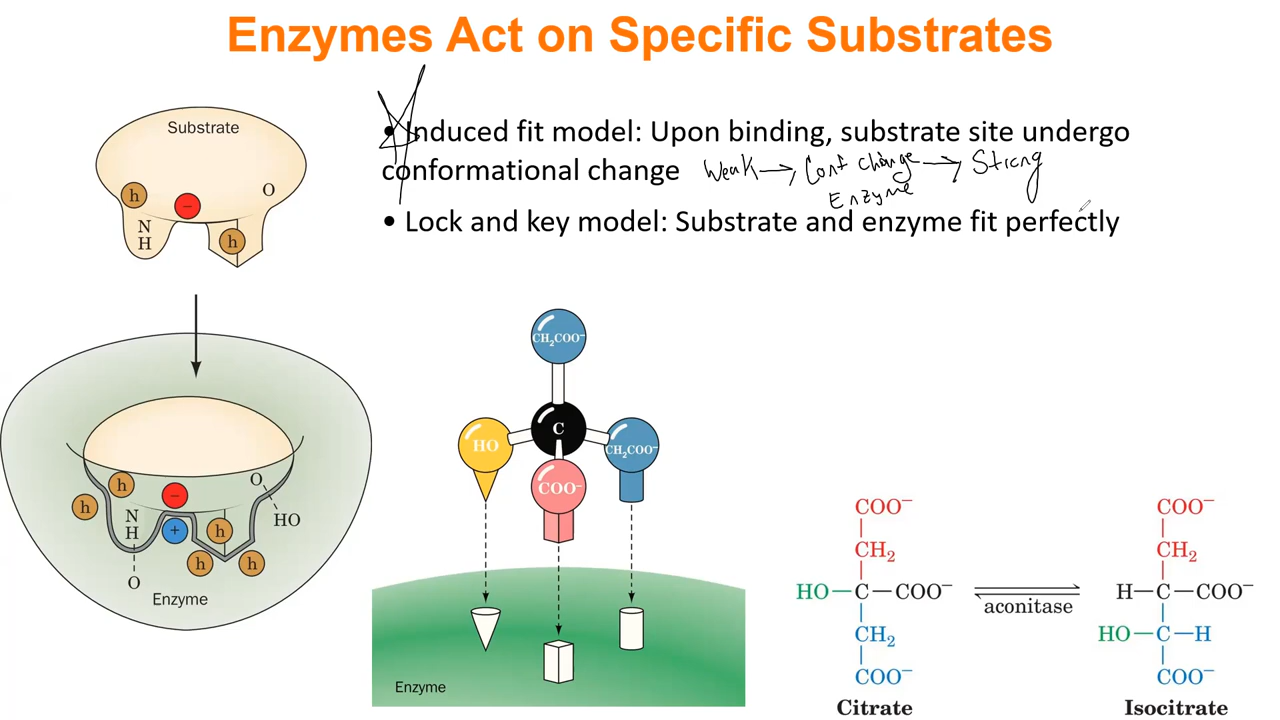 Enzymes Act on Specific Substrates
• Induced fit model: Upon binding, substrate site undergo
conformational change
Weak → Conf change → Strong
Enzyme
• Lock and key model: Substrate and enzyme fit perfectly
Substrate
h
−
O
N
H
h
h
h
−
O
N
H
+
h
HO
h
h
O
Enzyme
CH₂COO⁻
C
HO
CH₂COO⁻
COO⁻
Enzyme
COO⁻
CH₂
HO—C—COO⁻
CH₂
COO⁻
Citrate
aconitase
COO⁻
CH₂
H—C—COO⁻
HO—C—H
COO⁻
Isocitrate